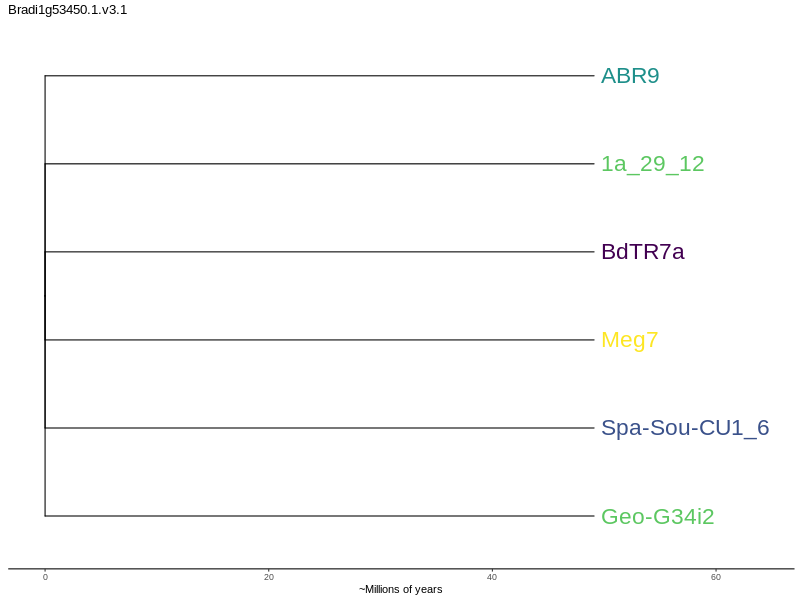 Bradi1g53450.1.v3.1
ABR9
1a_29_12
BdTR7a
Meg7
Spa-Sou-CU1_6
Geo-G34i2
0 20 40 60
~Millions of years